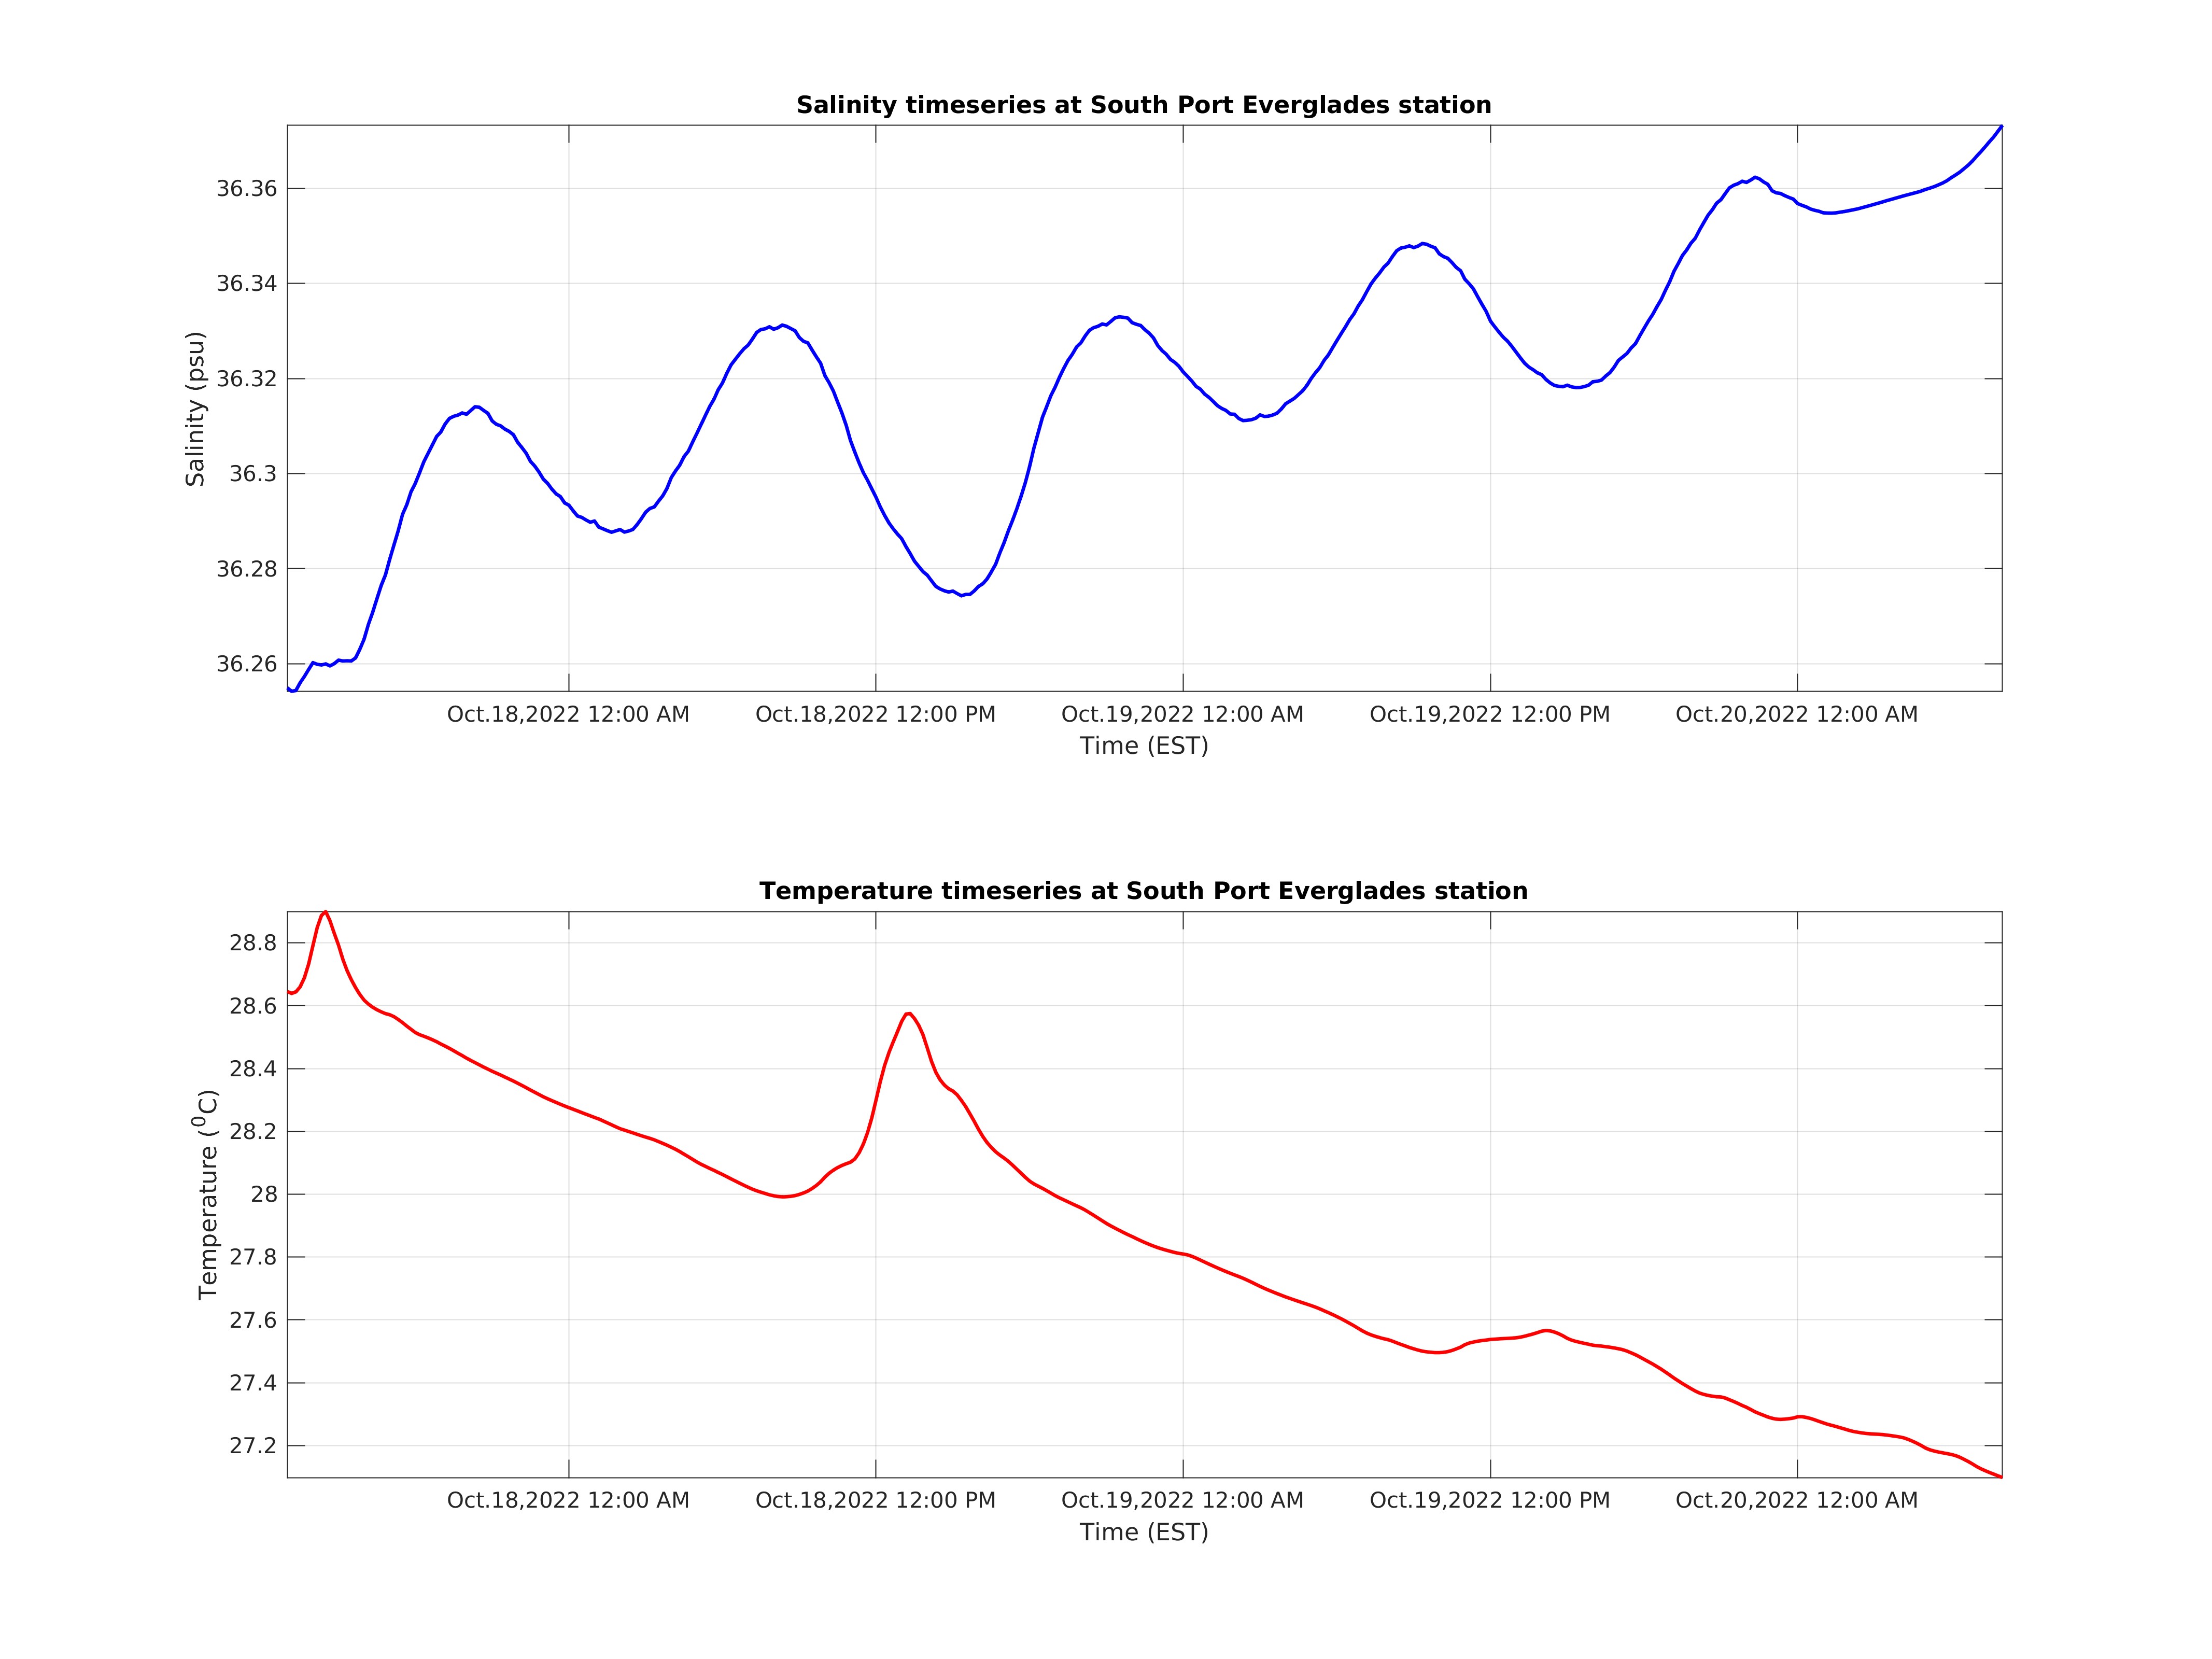 Salinity timeseries at South Port Everglades station
Salinity (psu)
36.36
36.34
36.32
36.3
36.28
36.26
Oct.18,2022 12:00 AM
Oct.18,2022 12:00 PM
Oct.19,2022 12:00 AM
Oct.19,2022 12:00 PM
Oct.20,2022 12:00 AM
Time (EST)
Temperature timeseries at South Port Everglades station
Temperature (⁰C)
28.8
28.6
28.4
28.2
28
27.8
27.6
27.4
27.2
Oct.18,2022 12:00 AM
Oct.18,2022 12:00 PM
Oct.19,2022 12:00 AM
Oct.19,2022 12:00 PM
Oct.20,2022 12:00 AM
Time (EST)